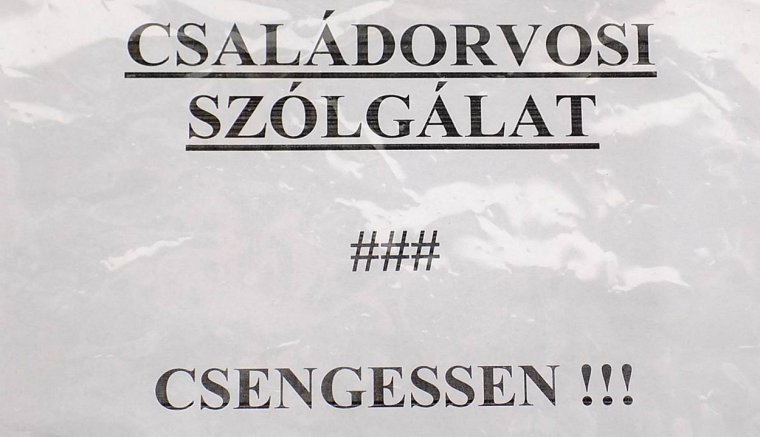 CSALÁDORVOSI
SZÓLGÁLAT
###
CSENGESSEN !!!